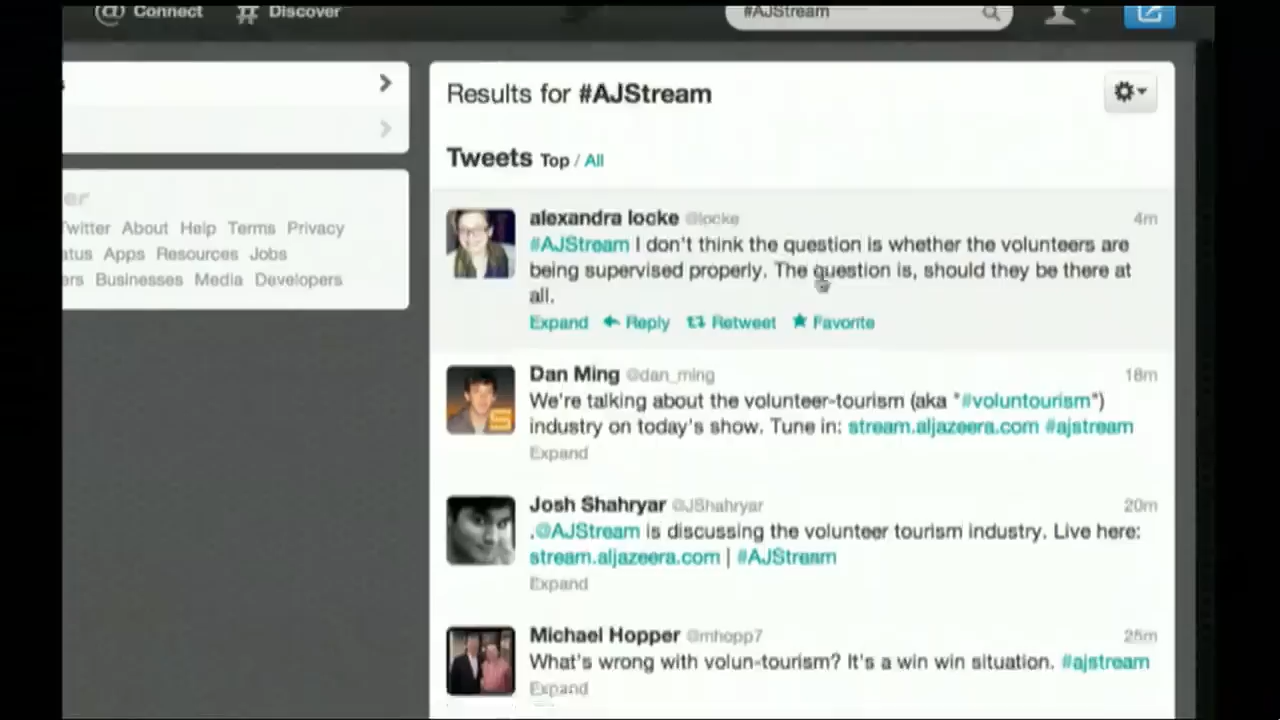 @ Connect # Discover #AJStream
Results for #AJStream
Tweets Top / All
er
Twitter About Help Terms Privacy
atus Apps Resources Jobs
ers Businesses Media Developers
alexandra locke @locke 4m
#AJStream I don't think the question is whether the volunteers are
being supervised properly. The question is, should they be there at
all.
Expand Reply Retweet Favorite
Dan Ming @dan_ming 18m
We're talking about the volunteer-tourism (aka "#voluntourism")
industry on today's show. Tune in: stream.aljazeera.com #ajstream
Expand
Josh Shahryar @JShahryar 20m
.@AJStream is discussing the volunteer tourism industry. Live here:
stream.aljazeera.com | #AJStream
Expand
Michael Hopper @mhopp7 25m
What's wrong with volun-tourism? It's a win win situation. #ajstream
Expand